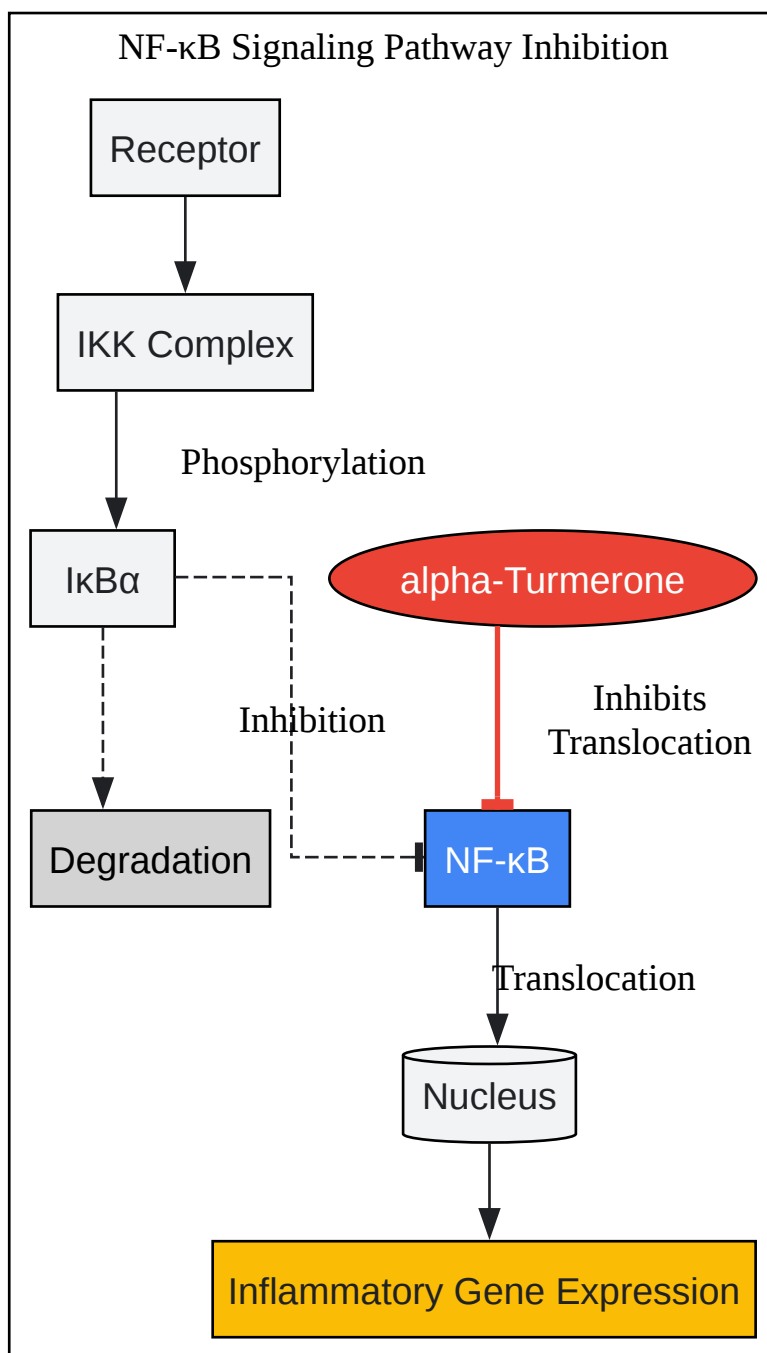 NF-κB Signaling Pathway Inhibition
Receptor
IKK Complex
Phosphorylation
IκBα
alpha-Turmerone
Inhibition
Inhibits
Translocation
Degradation
NF-κB
Translocation
Nucleus
Inflammatory Gene Expression